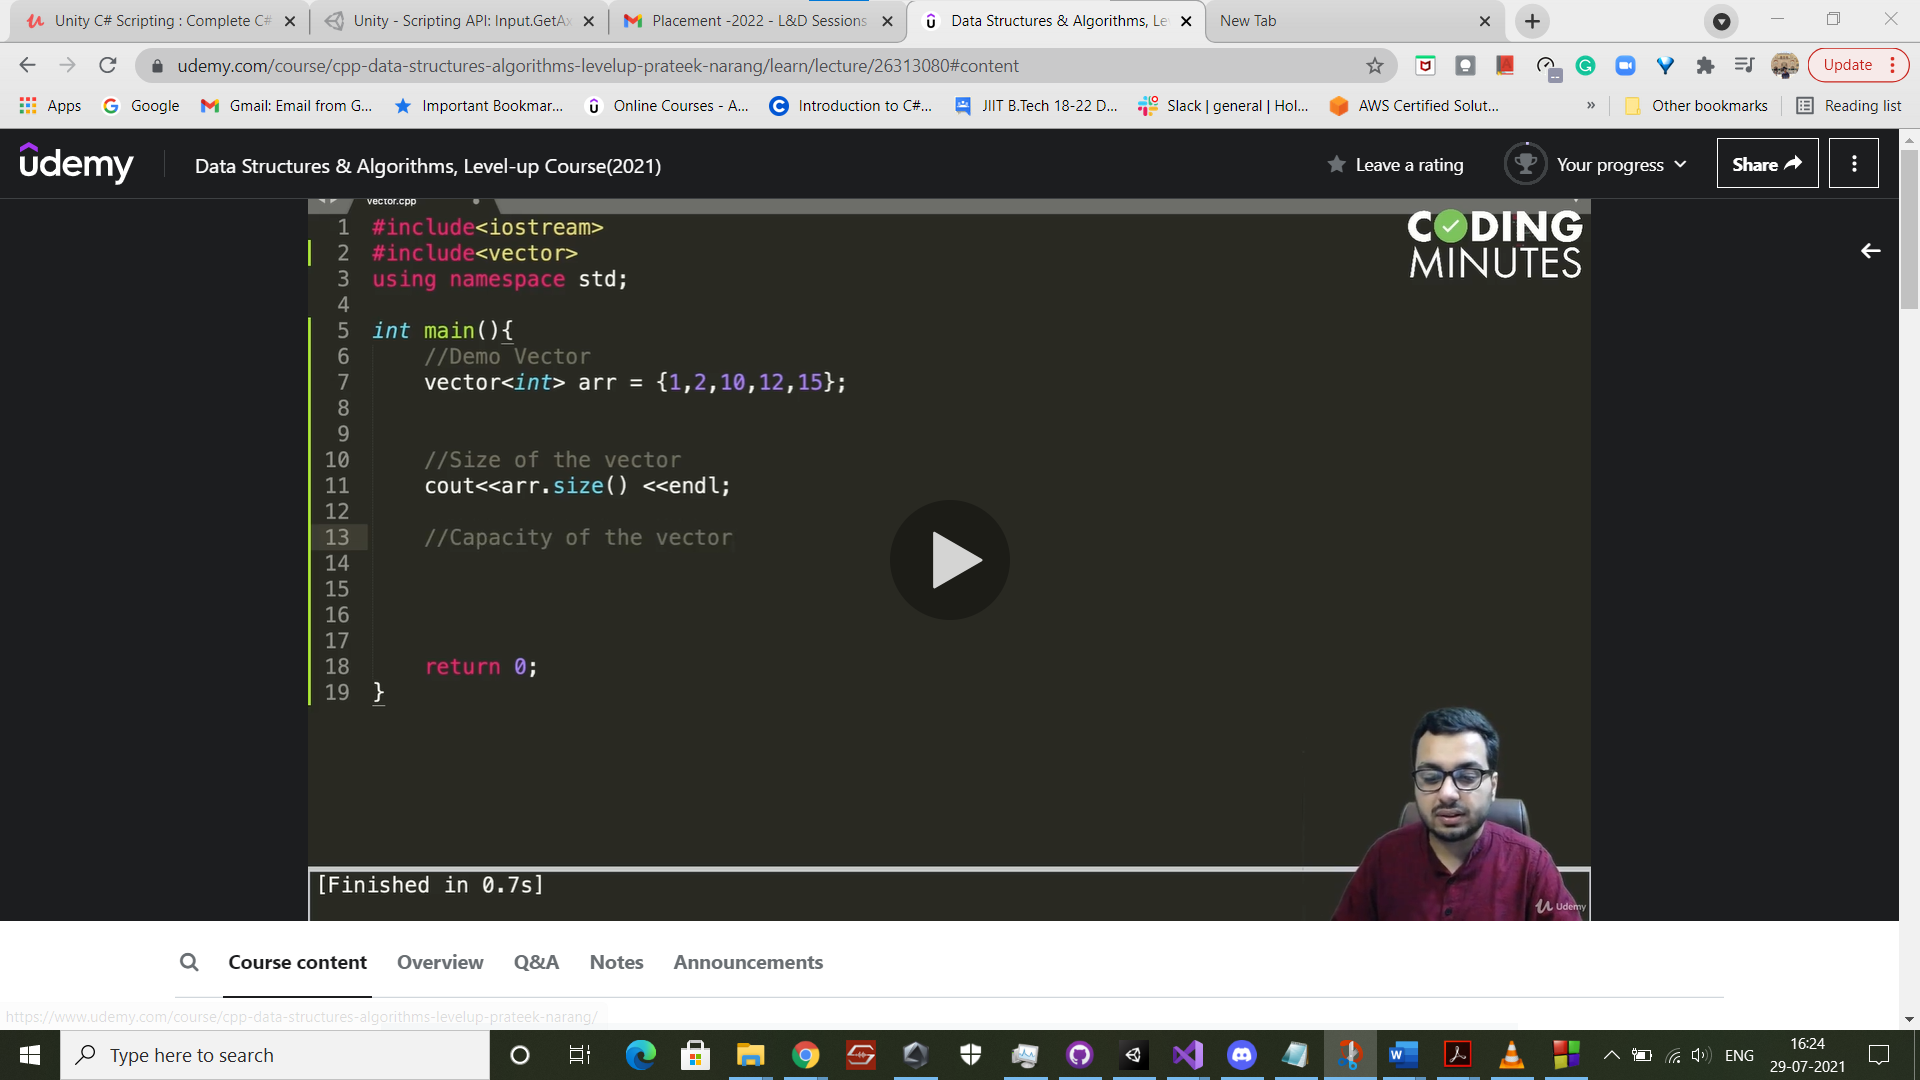 Unity C# Scripting : Complete C#
Unity - Scripting API: Input.GetAx
Placement -2022 - L&D Sessions
Data Structures & Algorithms, Le
New Tab
udemy.com/course/cpp-data-structures-algorithms-levelup-prateek-narang/learn/lecture/26313080#content
Update
Apps
Google
Gmail: Email from G...
Important Bookmar...
Online Courses - A...
Introduction to C#...
JIIT B.Tech 18-22 D...
Slack | general | Hol...
AWS Certified Solut...
»
Other bookmarks
Reading list
udemy
Data Structures & Algorithms, Level-up Course(2021)
Leave a rating
Your progress
Share
vector.cpp
CODING
MINUTES
1 #include<iostream>
2 #include<vector>
3 using namespace std;
4
5 int main(){
6 //Demo Vector
7 vector<int> arr = {1,2,10,12,15};
8
9
10 //Size of the vector
11 cout<<arr.size() <<endl;
12
13 //Capacity of the vector
14
15
16
17
18 return 0;
19 }
[Finished in 0.7s]
Udemy
Course content
Overview
Q&A
Notes
Announcements
https://www.udemy.com/course/cpp-data-structures-algorithms-levelup-prateek-narang/
Type here to search
ENG
16:24
29-07-2021